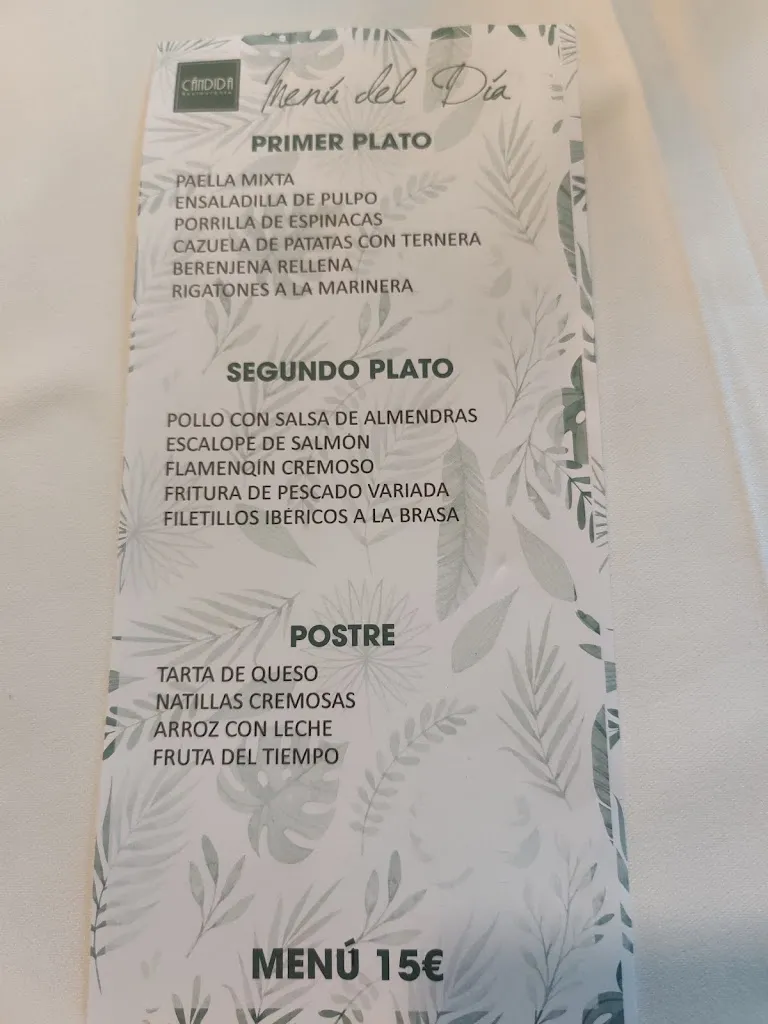 CÁNDIDA
Menú del Día
PRIMER PLATO
PAELLA MIXTA
ENSALADILLA DE PULPO
PORRILLA DE ESPINACAS
CAZUELA DE PATATAS CON TERNERA
BERENJENA RELLENA
RIGATONES A LA MARINERA
SEGUNDO PLATO
POLLO CON SALSA DE ALMENDRAS
ESCALOPE DE SALMÓN
FLAMENQÍN CREMOSO
FRITURA DE PESCADO VARIADA
FILETILLOS IBÉRICOS A LA BRASA
POSTRE
TARTA DE QUESO
NATILLAS CREMOSAS
ARROZ CON LECHE
FRUTA DEL TIEMPO
MENÚ 15€